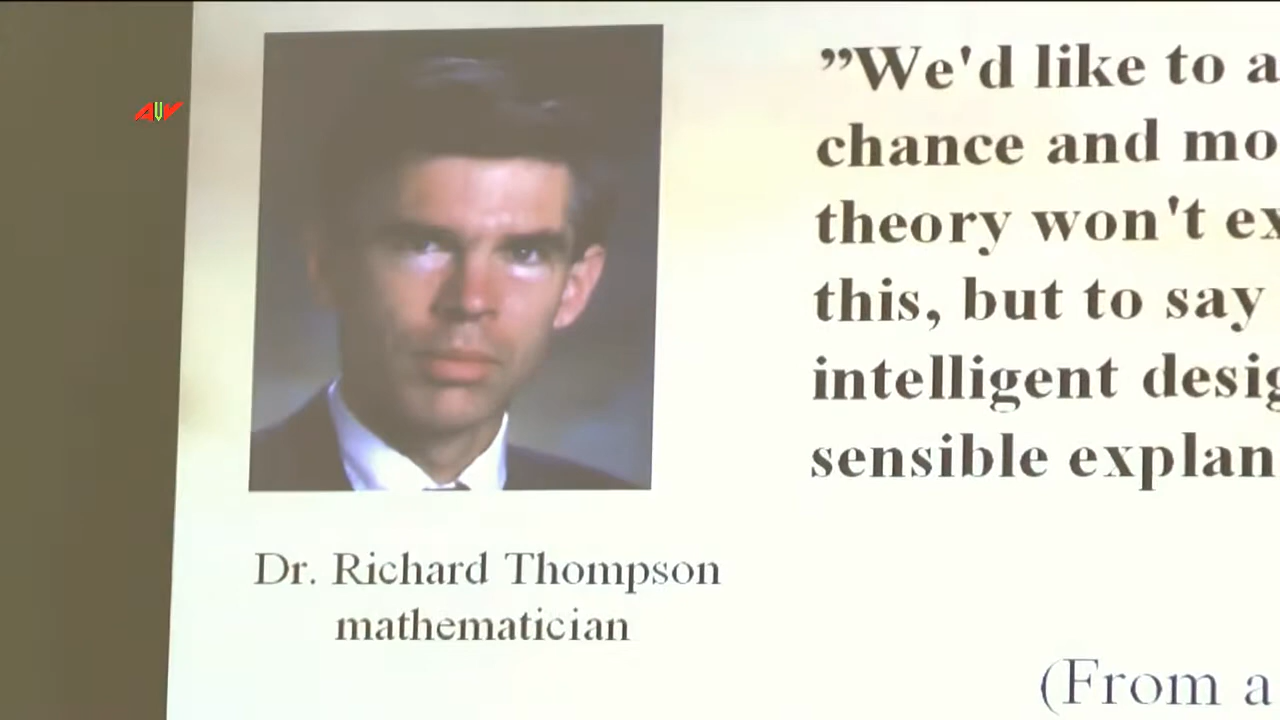 AVV
”We'd like to a
chance and mo
theory won't ex
this, but to say
intelligent desig
sensible explan
Dr. Richard Thompson
mathematician
(From a